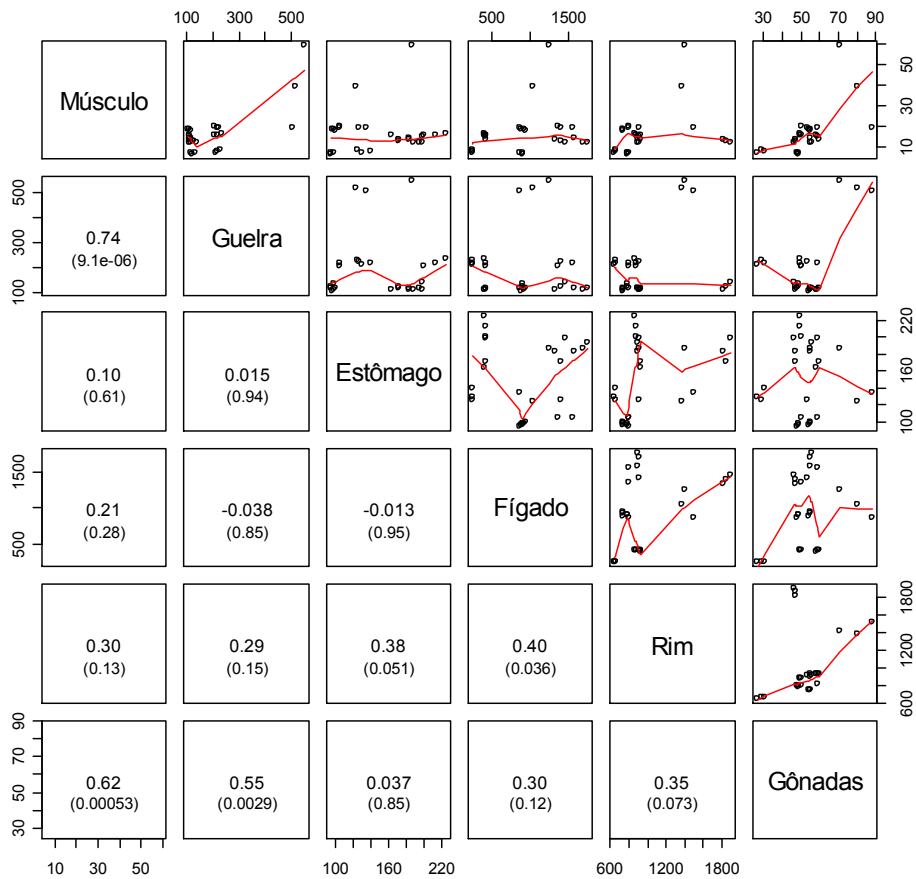 100 300 500 500 1500 30 50 70 90
Músculo 10 30 50
100 300 500 0.74 Guelra
(9.1e-06)
0.10 0.015 Estômago 100 160 220
(0.61) (0.94)
500 1500 0.21 -0.038 -0.013 Fígado
(0.28) (0.85) (0.95)
0.30 0.29 0.38 0.40 Rim 600 1200 1800
(0.13) (0.15) (0.051) (0.036)
30 50 70 90 0.62 0.55 0.037 0.30 0.35 Gônadas
(0.00053) (0.0029) (0.85) (0.12) (0.073)
10 30 50 100 160 220 600 1200 1800